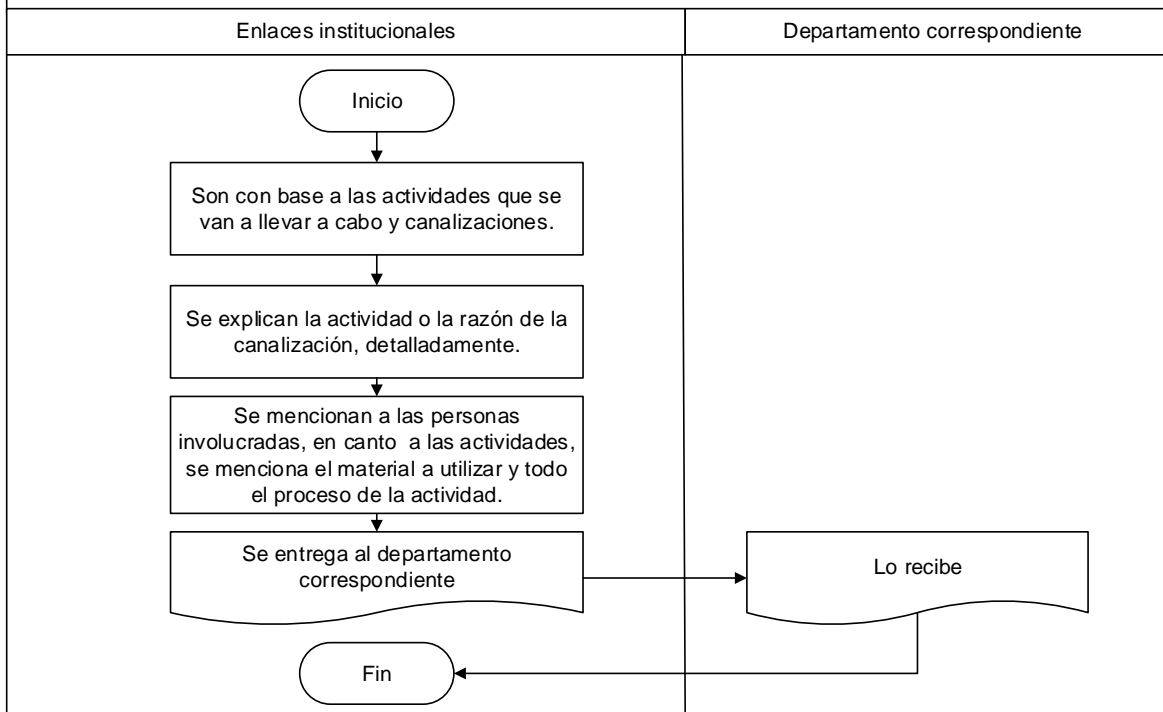 Enlaces institucionales
Departamento correspondiente
Inicio
Son con base a las actividades que se
van a llevar a cabo y canalizaciones.
Se explican la actividad o la razón de la
canalización, detalladamente.
Se mencionan a las personas
involucradas, en canto a las actividades,
se menciona el material a utilizar y todo
el proceso de la actividad.
Se entrega al departamento
correspondiente
Lo recibe
Fin